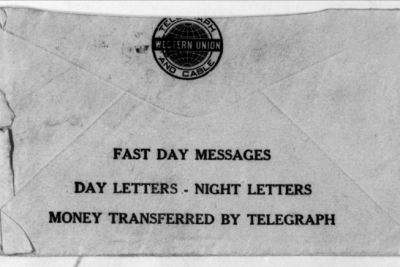 TELEGRAPH
WESTERN UNION
AND CABLE
FAST DAY MESSAGES
DAY LETTERS - NIGHT LETTERS
MONEY TRANSFERRED BY TELEGRAPH